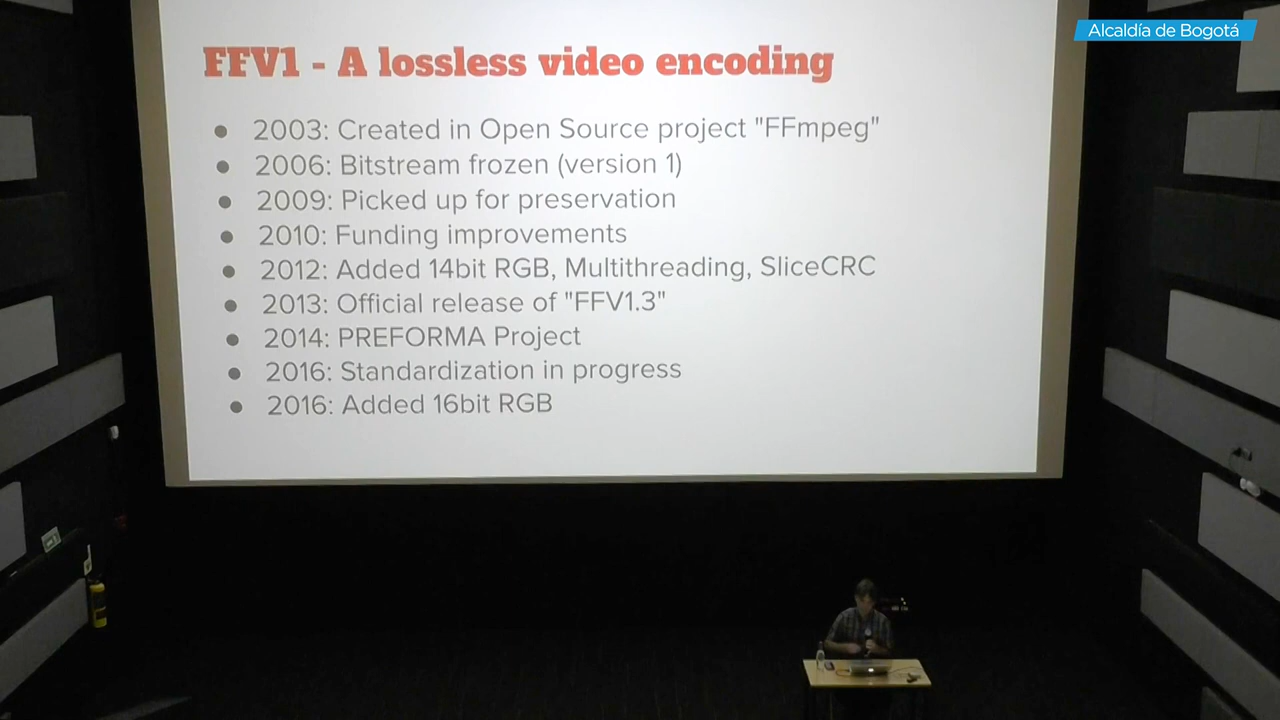 Alcaldía de Bogotá
FFV1 - A lossless video encoding
● 2003: Created in Open Source project "FFmpeg"
● 2006: Bitstream frozen (version 1)
● 2009: Picked up for preservation
● 2010: Funding improvements
● 2012: Added 14bit RGB, Multithreading, SliceCRC
● 2013: Official release of "FFV1.3"
● 2014: PREFORMA Project
● 2016: Standardization in progress
● 2016: Added 16bit RGB